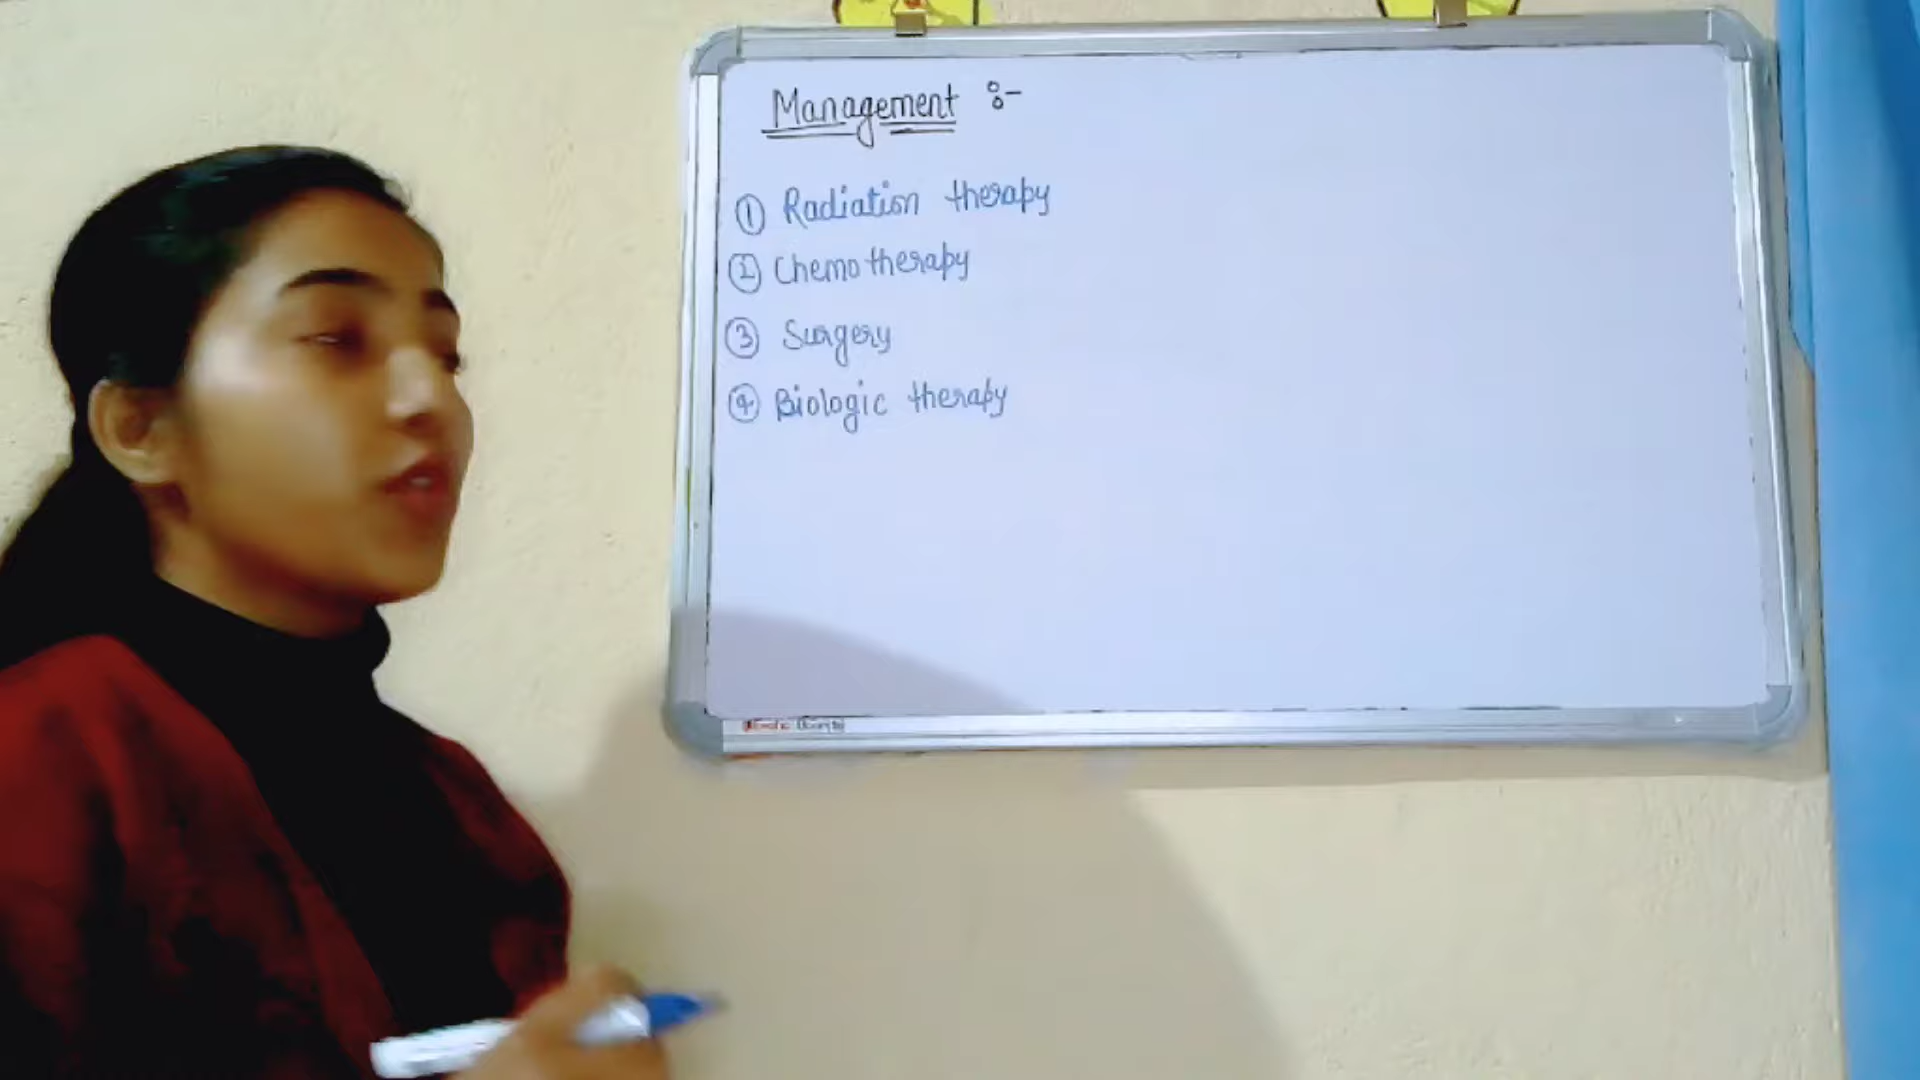 Management :-
① Radiation therapy
② Chemotherapy
③ Surgery
④ Biologic therapy